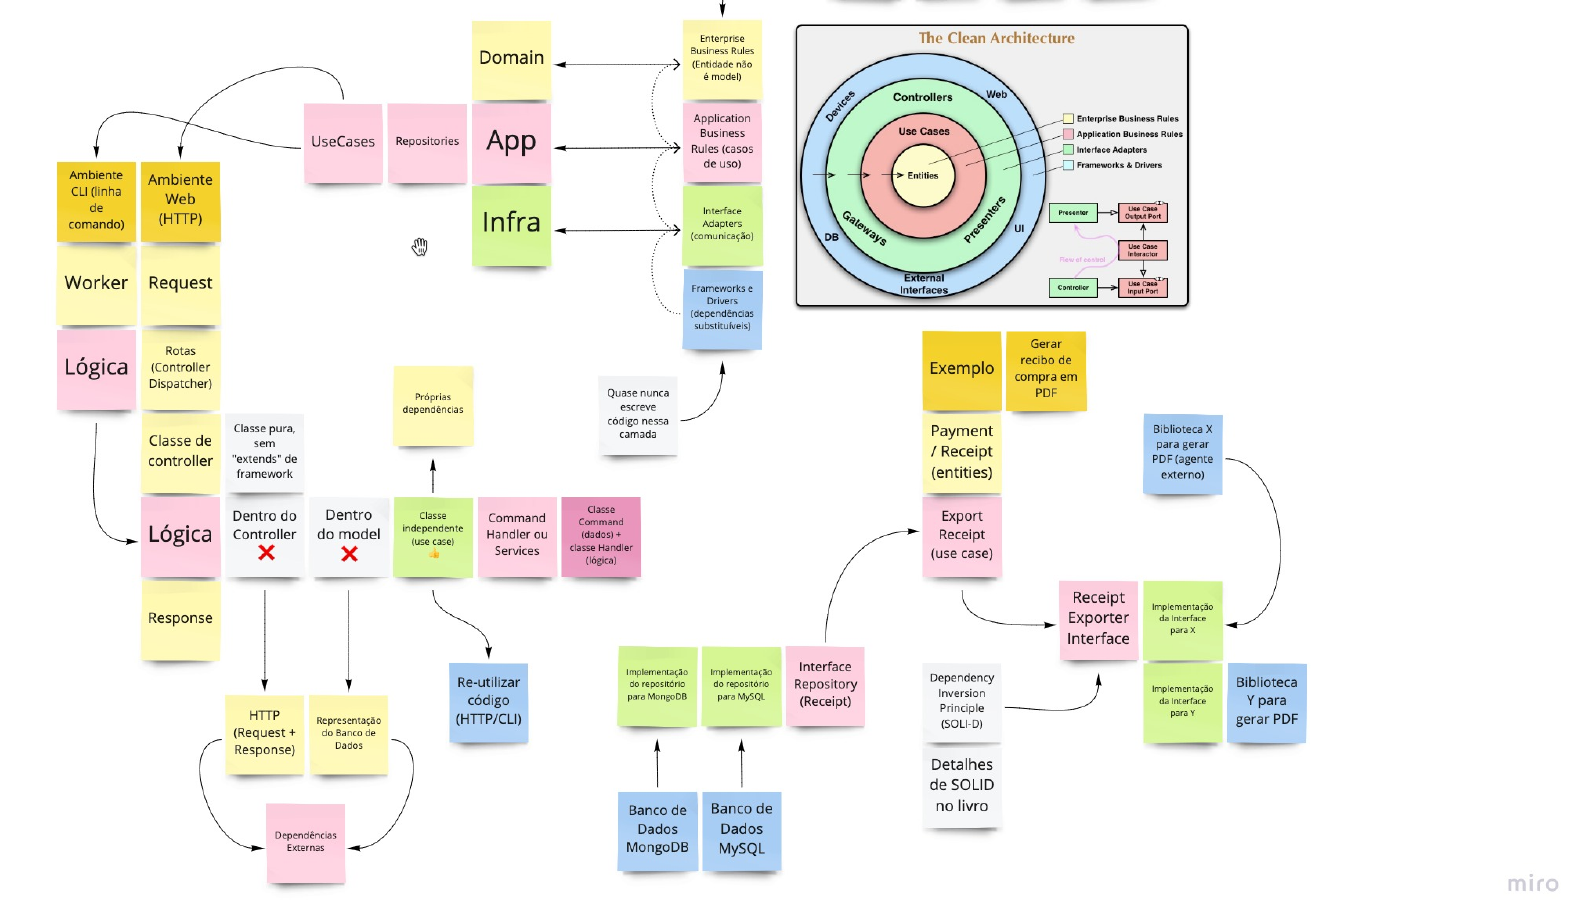 Domain
Enterprise
Business Rules
(Entidade não
é model)
UseCases
Repositories
App
Application
Business
Rules (casos
de uso)
Infra
Interface
Adapters
(comunicação)
Frameworks e
Drivers
(dependências
substituíveis)
Quase nunca
escreve
código nessa
camada
The Clean Architecture
Devices
Controllers
Web
Use Cases
Entities
DB
Gateways
Presenters
UI
External
Interfaces
Enterprise Business Rules
Application Business Rules
Interface Adapters
Frameworks & Drivers
Presenter
Use Case
Output Port
Flow of control
Use Case
Interactor
Controller
Use Case
Input Port
Ambiente
CLI (linha
de
comando)
Ambiente
Web
(HTTP)
Worker
Request
Lógica
Rotas
(Controller
Dispatcher)
Classe de
controller
Classe pura,
sem
"extends" de
framework
Próprias
dependências
Lógica
Dentro do
Controller
Dentro
do model
Classe
independente
(use case)
Command
Handler ou
Services
Classe
Command
(dados) +
classe Handler
(lógica)
Response
Re-utilizar
código
(HTTP/CLI)
HTTP
(Request +
Response)
Representação
do Banco de
Dados
Dependências
Externas
Exemplo
Gerar
recibo de
compra em
PDF
Payment
/ Receipt
(entities)
Export
Receipt
(use case)
Biblioteca X
para gerar
PDF (agente
externo)
Receipt
Exporter
Interface
Implementação
da Interface
para X
Implementação
da Interface
para Y
Biblioteca
Y para
gerar PDF
Dependency
Inversion
Principle
(SOLI-D)
Detalhes
de SOLID
no livro
Implementação
do repositório
para MongoDB
Implementação
do repositório
para MySQL
Interface
Repository
(Receipt)
Banco de
Dados
MongoDB
Banco de
Dados
MySQL
miro